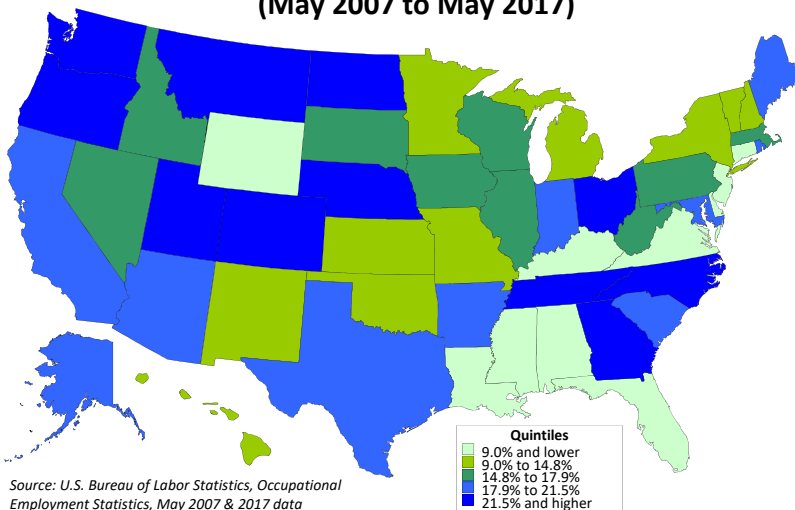 (May 2007 to May 2017)
Quintiles
9.0% and lower
9.0% to 14.8%
14.8% to 17.9%
17.9% to 21.5%
21.5% and higher
Source: U.S. Bureau of Labor Statistics, Occupational
Employment Statistics, May 2007 & 2017 data